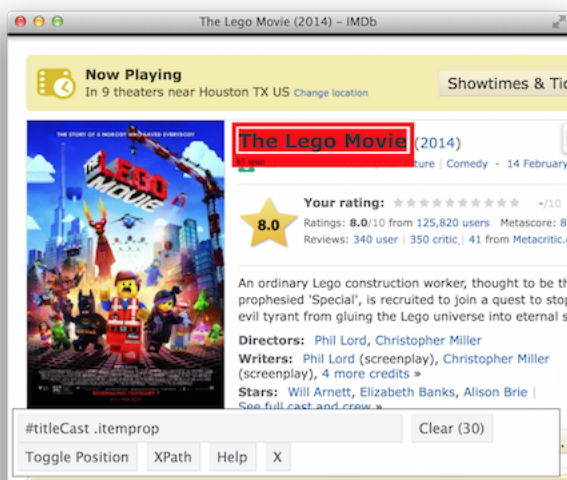 The Lego Movie (2014) – IMDb
Now Playing
In 9 theaters near Houston TX US Change location
Showtimes & Tic
THE STORY OF A NOBODY WHO SAVED EVERYBODY
THE LEGO MOVIE
The Lego Movie (2014)
h1 span
ture | Comedy - 14 February
Your rating: -/10
8.0
Ratings: 8.0/10 from 125,820 users Metascore: 8
Reviews: 340 user | 350 critic | 41 from Metacritic.c
An ordinary Lego construction worker, thought to be th
prophesied 'Special', is recruited to join a quest to stop
evil tyrant from gluing the Lego universe into eternal s
Directors: Phil Lord, Christopher Miller
Writers: Phil Lord (screenplay), Christopher Miller
(screenplay), 4 more credits »
Stars: Will Arnett, Elizabeth Banks, Alison Brie |
See full cast and crew »
#titleCast .itemprop
Clear (30)
Toggle Position XPath Help X